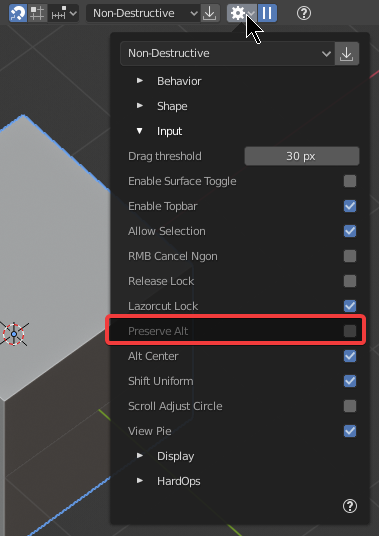 Non-Destructive
Non-Destructive
Behavior
Shape
Input
Drag threshold 30 px
Enable Surface Toggle
Enable Topbar
Allow Selection
RMB Cancel Ngon
Release Lock
Lazorcut Lock
Preserve Alt
Alt Center
Shift Uniform
Scroll Adjust Circle
View Pie
Display
HardOps